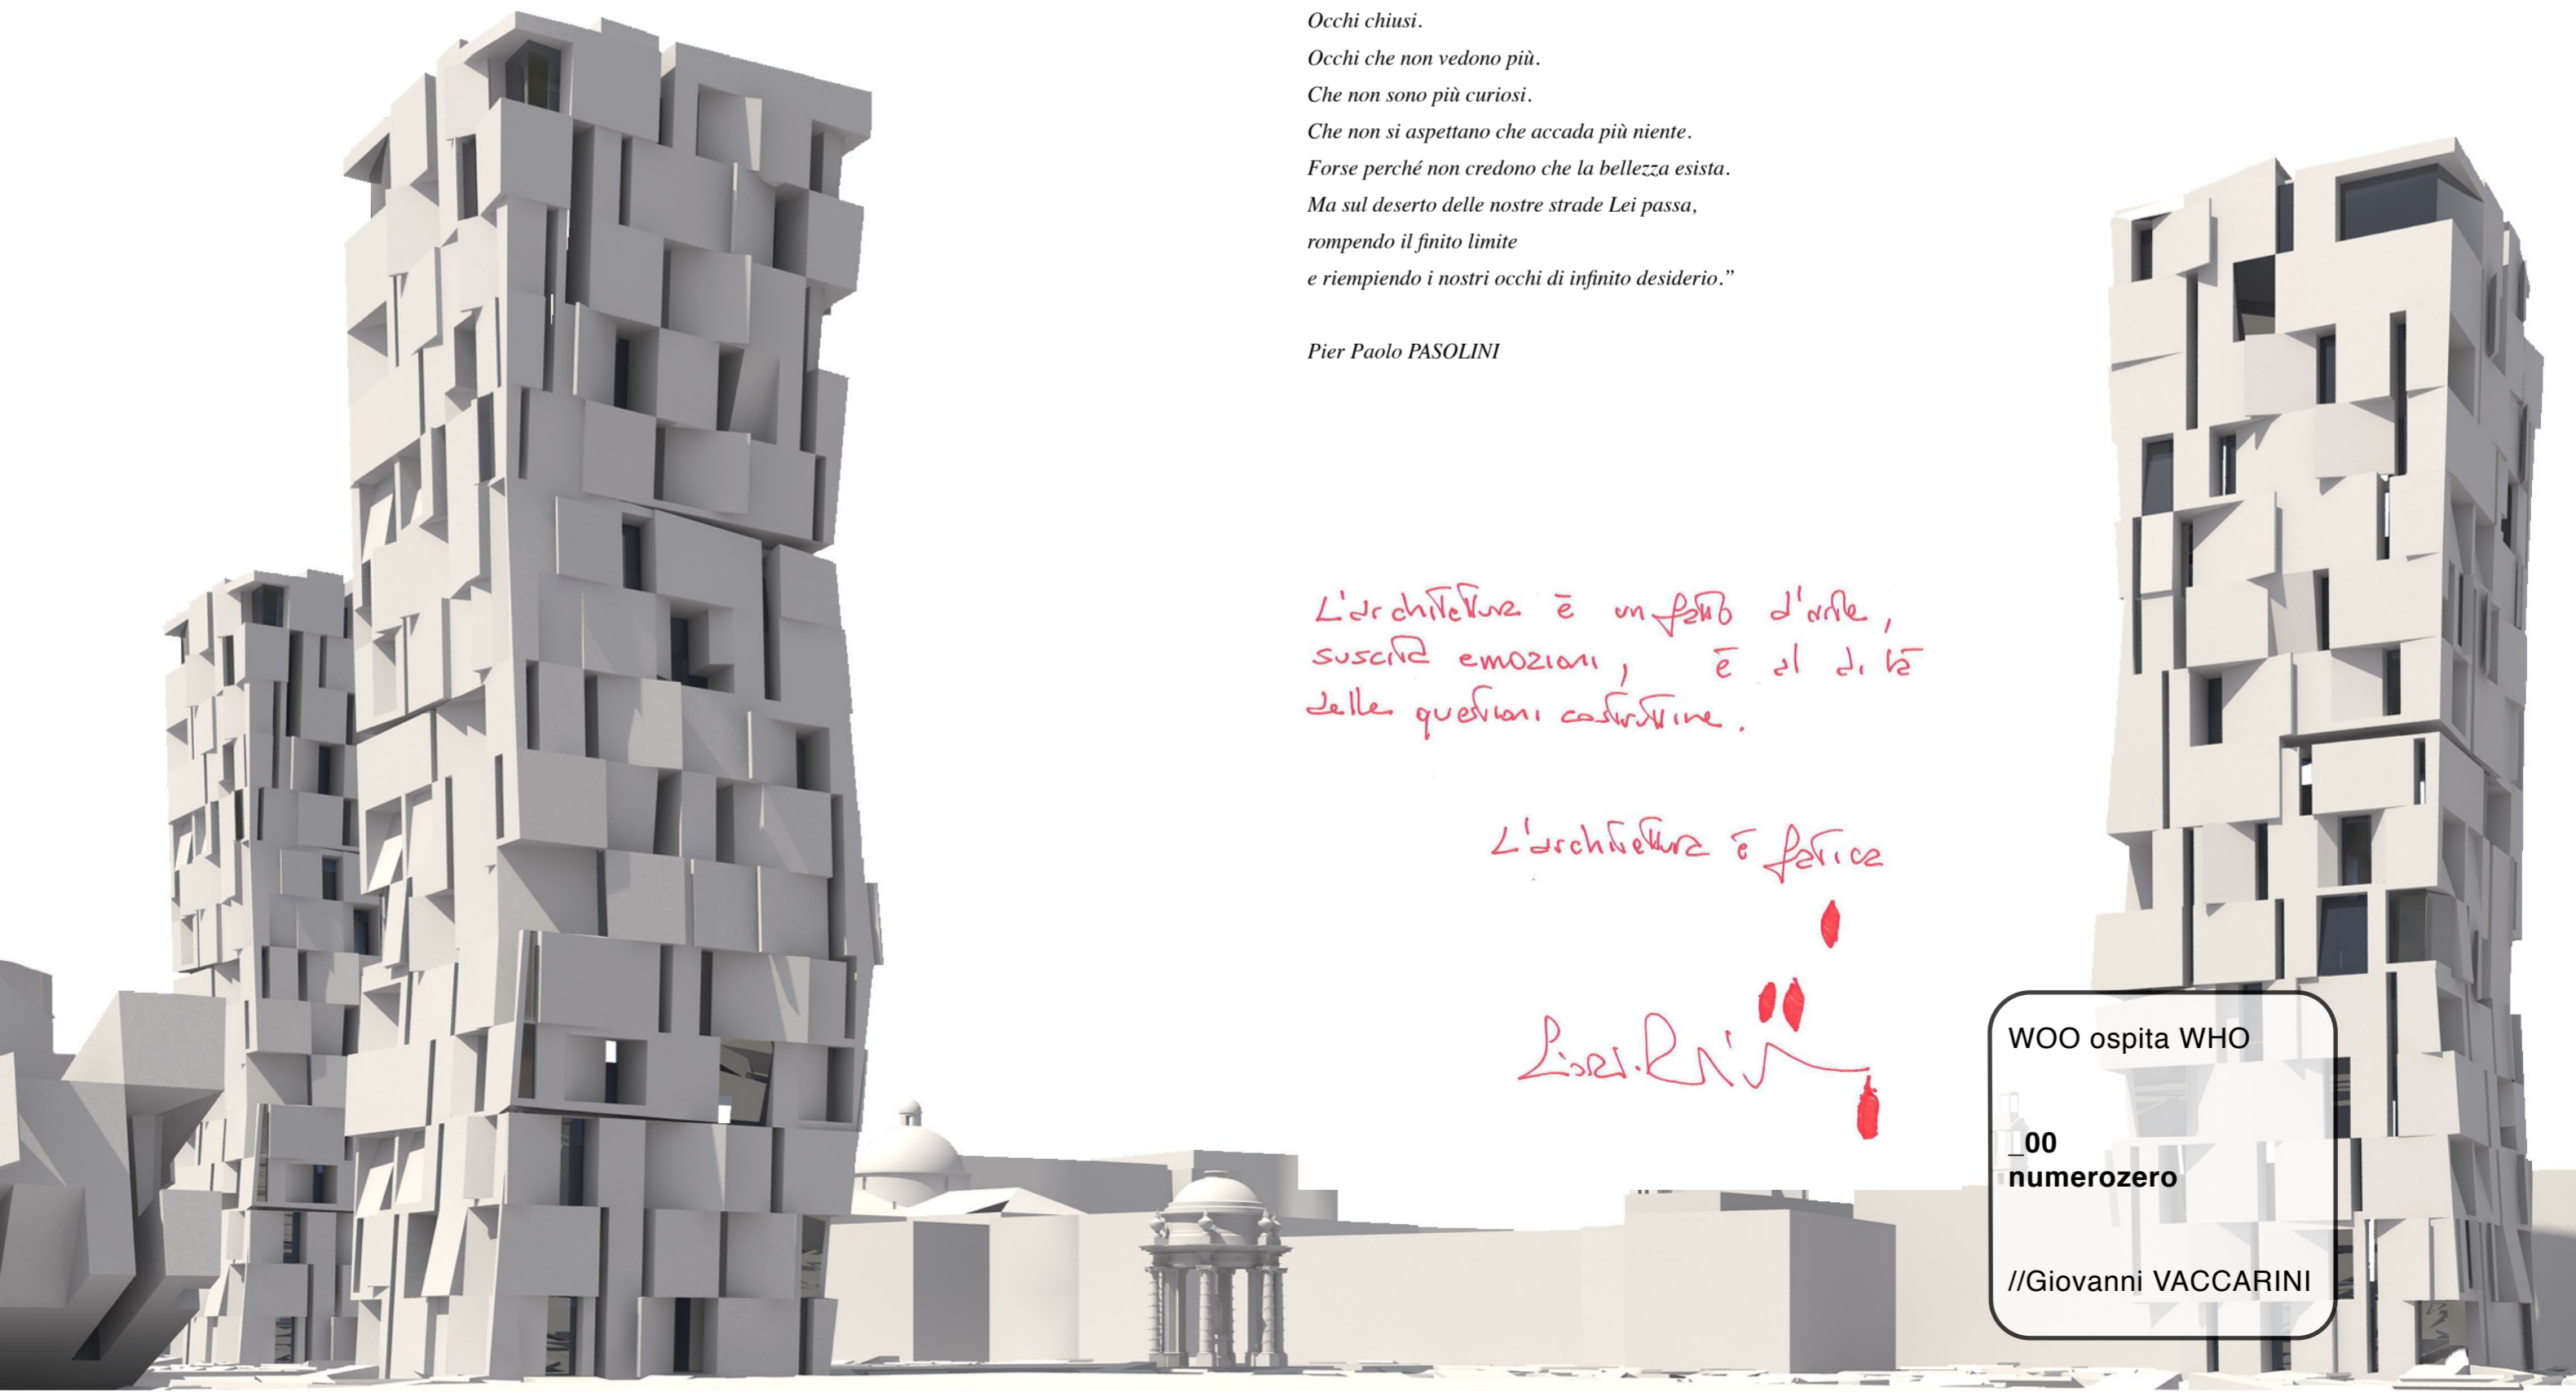 Occhi chiusi.
Occhi che non vedono più.
Che non sono più curiosi.
Che non si aspettano che accada più niente.
Forse perché non credono che la bellezza esista.
Ma sul deserto delle nostre strade Lei passa,
rompendo il finito limite
e riempiendo i nostri occhi di infinito desiderio.”
Pier Paolo PASOLINI
L'architettura è un fatto d'arte,
suscita emozioni, è al di là
delle questioni costruttive.
L'architettura è fatica
WOO ospita WHO
_00
numerozero
//Giovanni VACCARINI